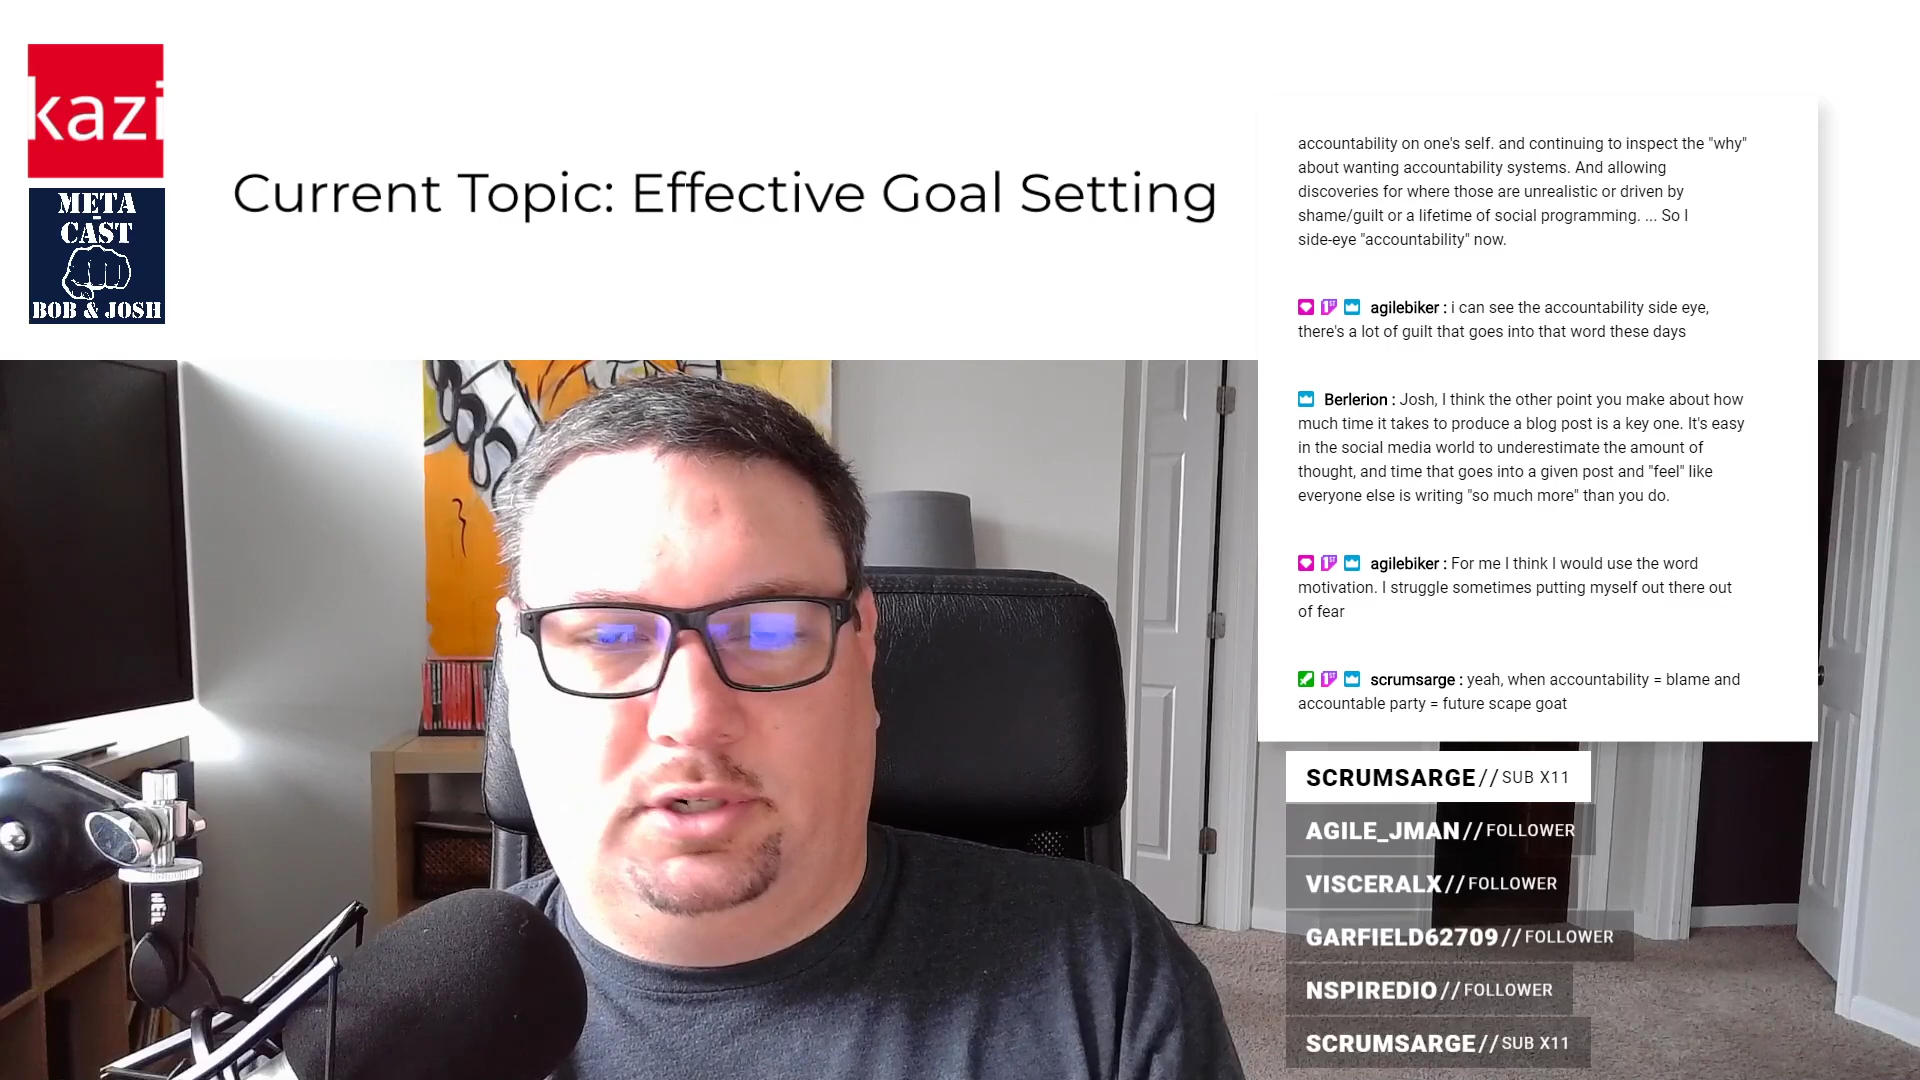 kazi
META
CAST
BOB & JOSH
Current Topic: Effective Goal Setting
accountability on one's self. and continuing to inspect the "why"
about wanting accountability systems. And allowing
discoveries for where those are unrealistic or driven by
shame/guilt or a lifetime of social programming. ... So I
side-eye "accountability" now.
agilebiker : i can see the accountability side eye,
there's a lot of guilt that goes into that word these days
Berlerion : Josh, I think the other point you make about how
much time it takes to produce a blog post is a key one. It's easy
in the social media world to underestimate the amount of
thought, and time that goes into a given post and "feel" like
everyone else is writing "so much more" than you do.
agilebiker : For me I think I would use the word
motivation. I struggle sometimes putting myself out there out
of fear
scrumsarge : yeah, when accountability = blame and
accountable party = future scape goat
SCRUMSARGE//SUB X11
AGILE_JMAN//FOLLOWER
VISCERALX//FOLLOWER
GARFIELD62709//FOLLOWER
NSPIREDIO//FOLLOWER
SCRUMSARGE//SUB X11